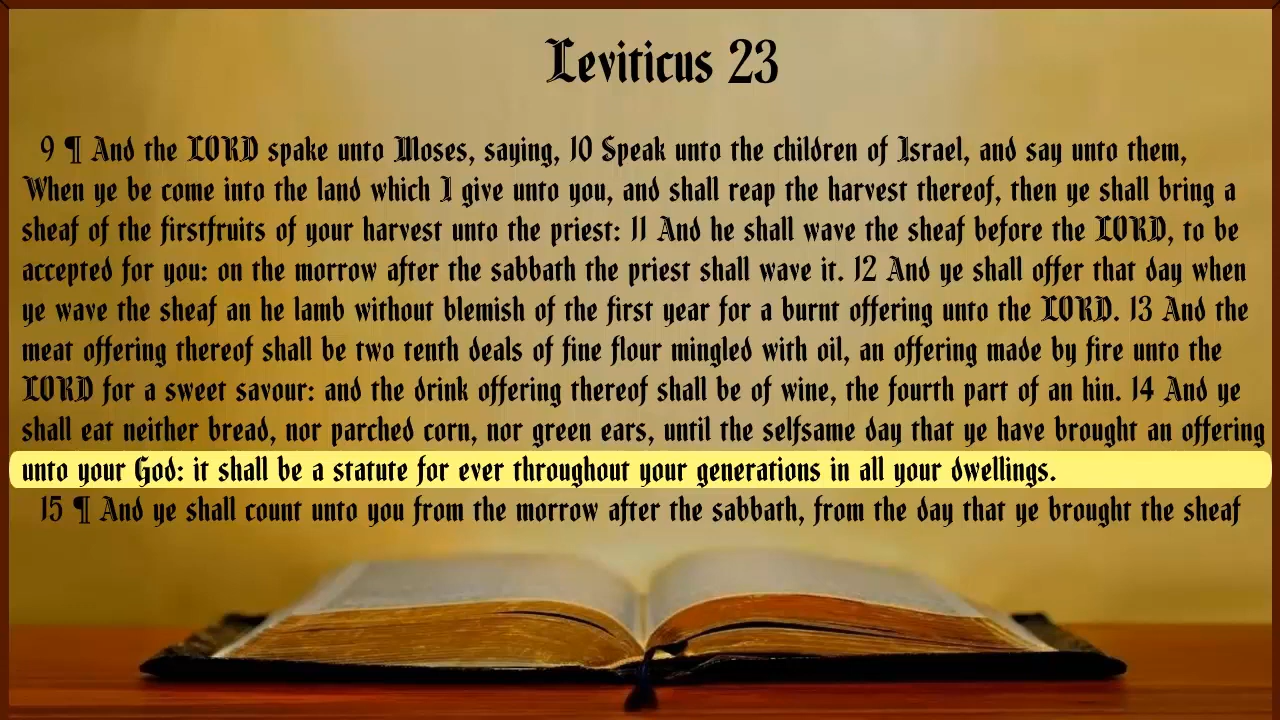 Leviticus 23
9 ¶ And the LORD spake unto Moses, saying, 10 Speak unto the children of Israel, and say unto them,
When ye be come into the land which I give unto you, and shall reap the harvest thereof, then ye shall bring a
sheaf of the firstfruits of your harvest unto the priest: 11 And he shall wave the sheaf before the LORD, to be
accepted for you: on the morrow after the sabbath the priest shall wave it. 12 And ye shall offer that day when
ye wave the sheaf an he lamb without blemish of the first year for a burnt offering unto the LORD. 13 And the
meat offering thereof shall be two tenth deals of fine flour mingled with oil, an offering made by fire unto the
LORD for a sweet savour: and the drink offering thereof shall be of wine, the fourth part of an hin. 14 And ye
shall eat neither bread, nor parched corn, nor green ears, until the selfsame day that ye have brought an offering
unto your God: it shall be a statute for ever throughout your generations in all your dwellings.
15 ¶ And ye shall count unto you from the morrow after the sabbath, from the day that ye brought the sheaf